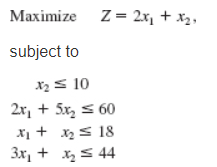 Maximize Z = 2x₁ + x₂,
subject to
x₂ ≤ 10
2x₁ + 5x₂ ≤ 60
x₁ + x₂ ≤ 18
3x₁ + x₂ ≤ 44